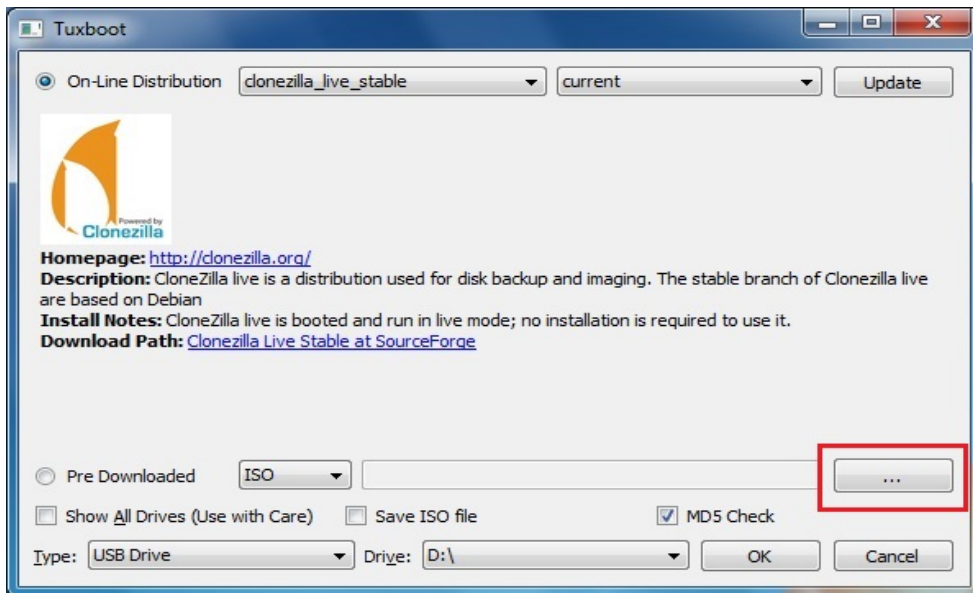 Tuxboot
On-Line Distribution clonezilla_live_stable current Update
Powered by
Clonezilla
Homepage: http://clonezilla.org/
Description: CloneZilla live is a distribution used for disk backup and imaging. The stable branch of Clonezilla live
are based on Debian
Install Notes: CloneZilla live is booted and run in live mode; no installation is required to use it.
Download Path: Clonezilla Live Stable at SourceForge
Pre Downloaded ISO ...
Show All Drives (Use with Care) Save ISO file MD5 Check
Type: USB Drive Drive: D:\ OK Cancel